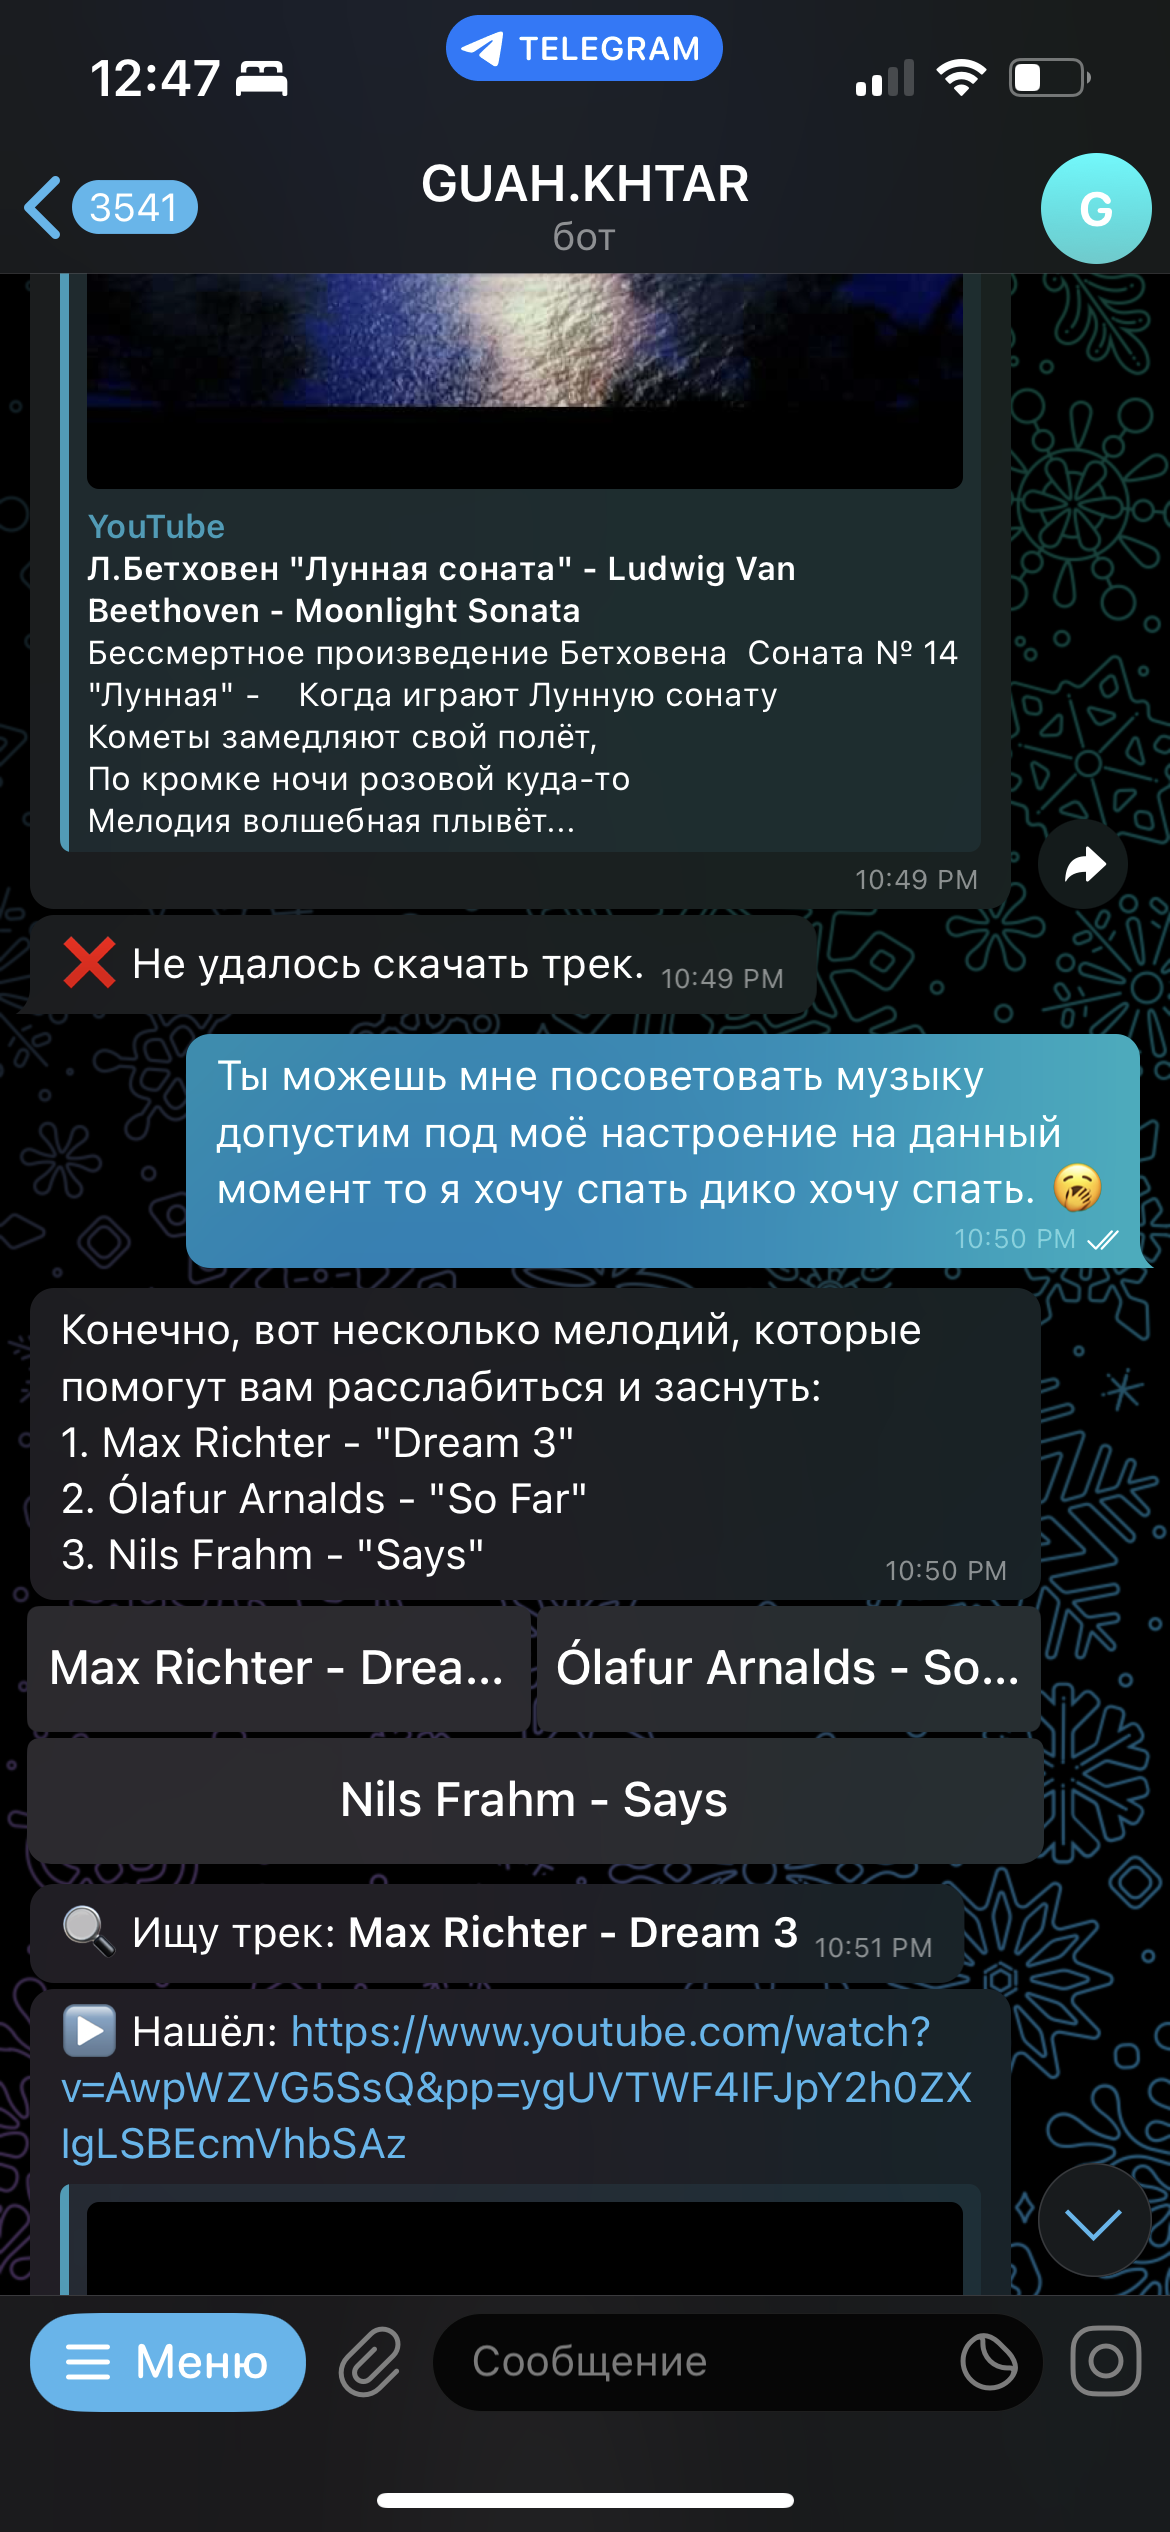 12:47
TELEGRAM
3541
GUAH.KHTAR
бот
G
YouTube
Л.Бетховен "Лунная соната" - Ludwig Van
Beethoven - Moonlight Sonata
Бессмертное произведение Бетховена  Соната № 14
"Лунная" -    Когда играют Лунную сонату
Кометы замедляют свой полёт,
По кромке ночи розовой куда-то
Мелодия волшебная плывёт...
10:49 PM
❌ Не удалось скачать трек. 10:49 PM
Ты можешь мне посоветовать музыку
допустим под моё настроение на данный
момент то я хочу спать дико хочу спать. 🥱
10:50 PM
Конечно, вот несколько мелодий, которые
помогут вам расслабиться и заснуть:
1. Max Richter - "Dream 3"
2. Ólafur Arnalds - "So Far"
3. Nils Frahm - "Says"
10:50 PM
Max Richter - Drea...
Ólafur Arnalds - So...
Nils Frahm - Says
🔍 Ищу трек: Max Richter - Dream 3 10:51 PM
▶️ Нашёл: https://www.youtube.com/watch?
v=AwpWZVG5SsQ&pp=ygUVTWF4IFJpY2h0ZX
IgLSBEcmVhbSAz
Меню
Сообщение